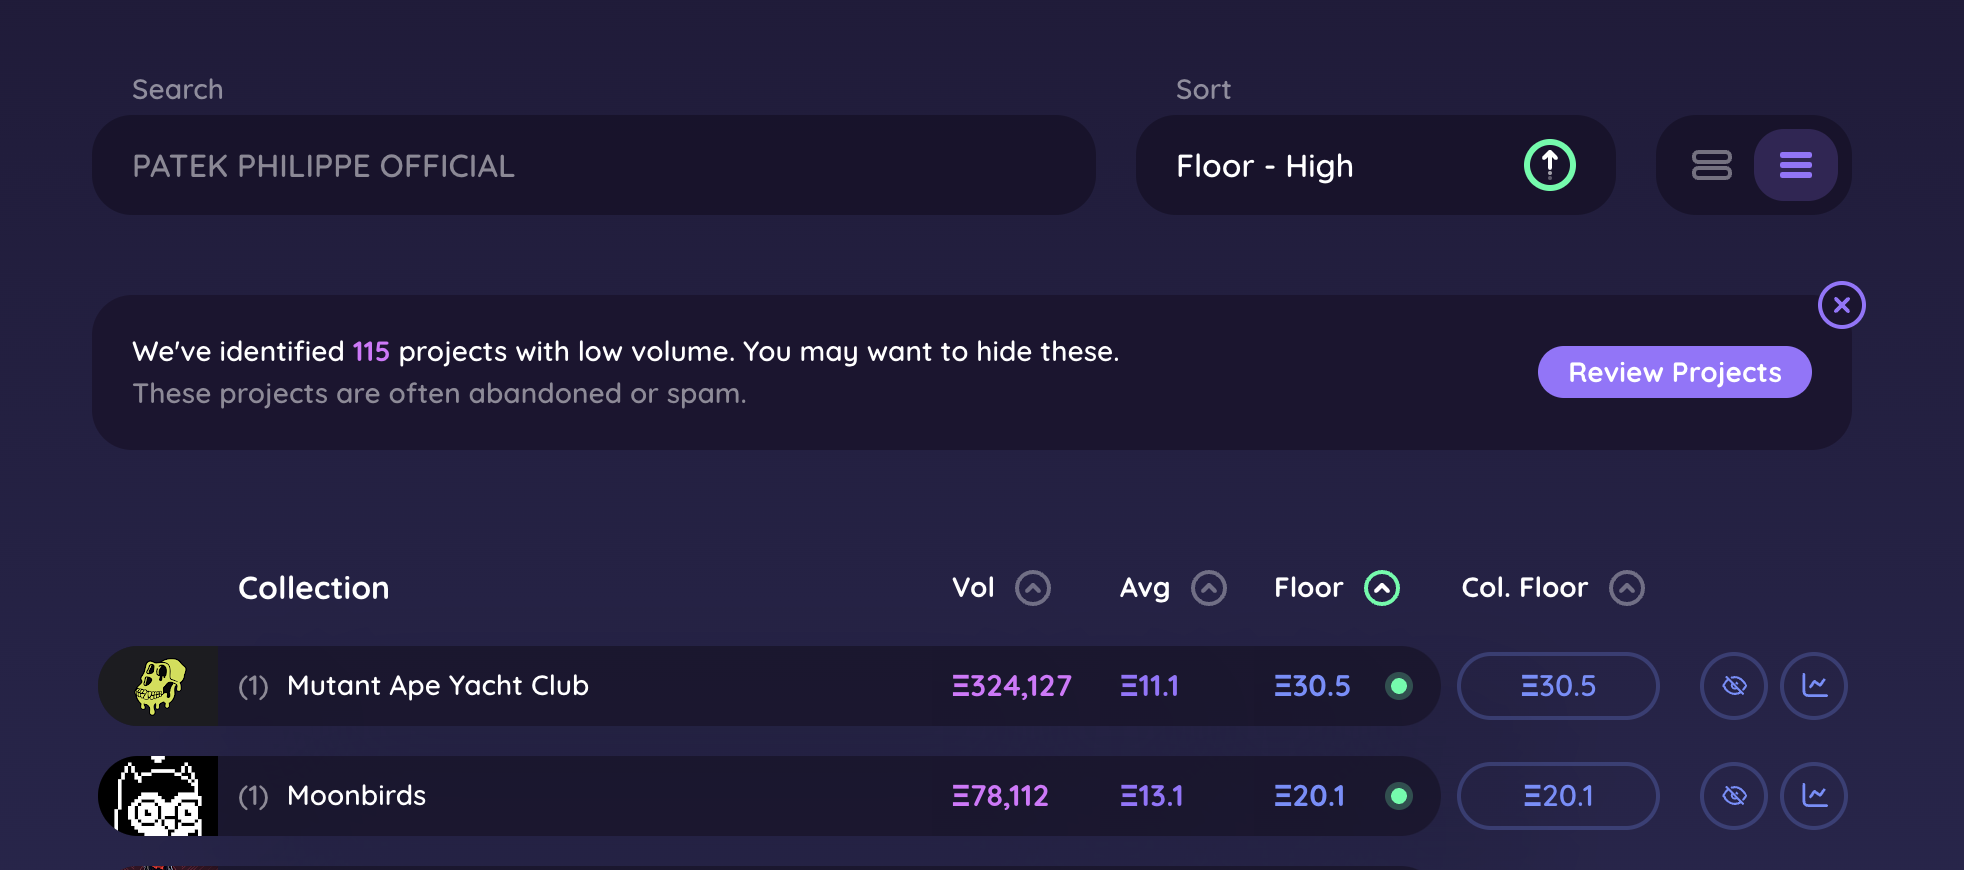 Search
Sort
PATEK PHILIPPE OFFICIAL
Floor - High
We've identified 115 projects with low volume. You may want to hide these.
These projects are often abandoned or spam.
Review Projects
Collection Vol Avg Floor Col. Floor
(1) Mutant Ape Yacht Club Ξ324,127 Ξ11.1 Ξ30.5 Ξ30.5
(1) Moonbirds Ξ78,112 Ξ13.1 Ξ20.1 Ξ20.1